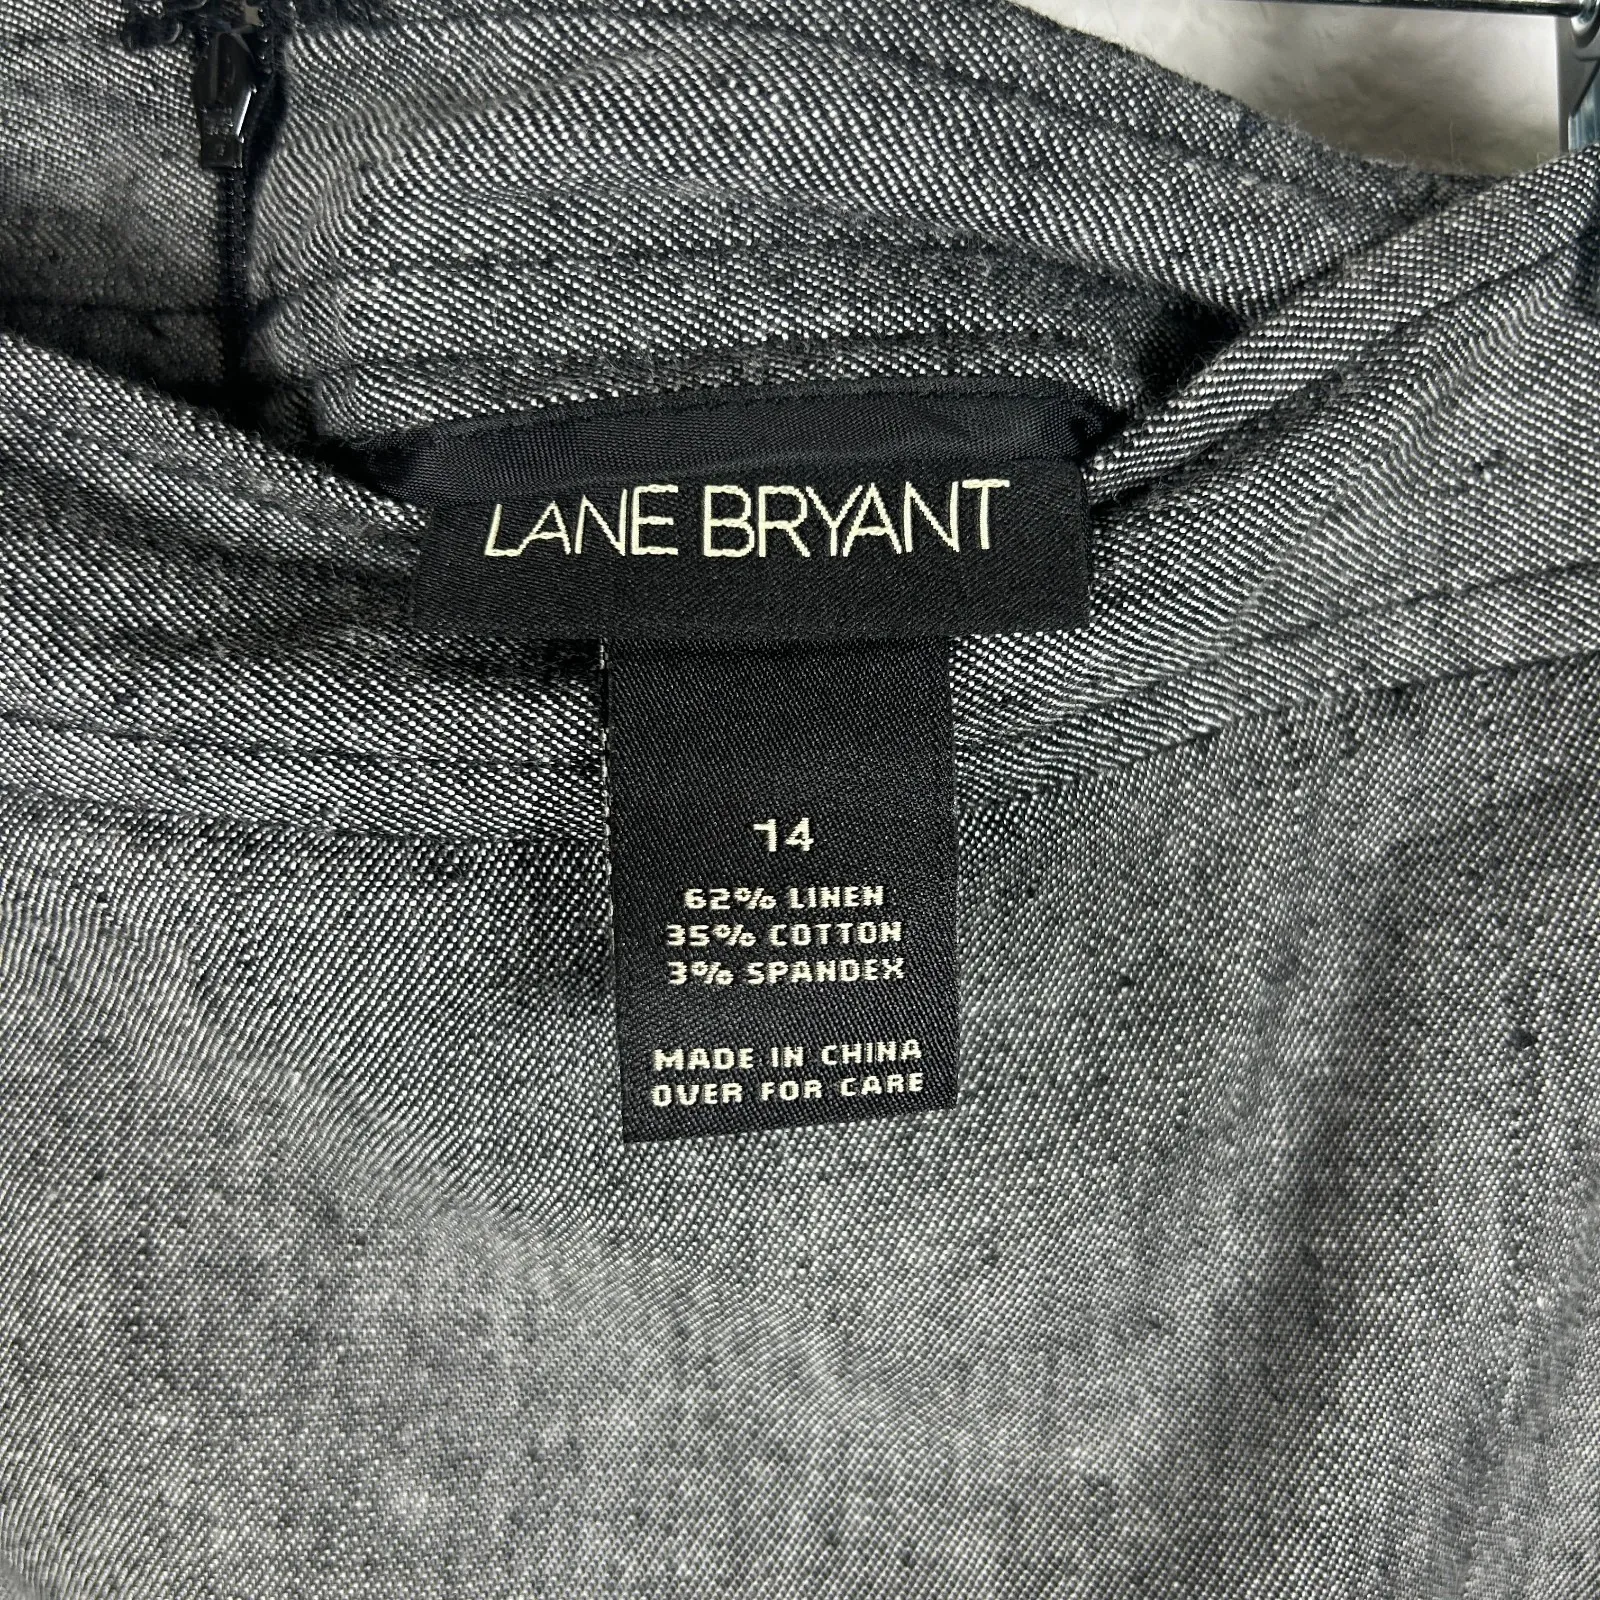 LANE BRYANT
14
62% LINEN
35% COTTON
3% SPANDEX
MADE IN CHINA
OVER FOR CARE